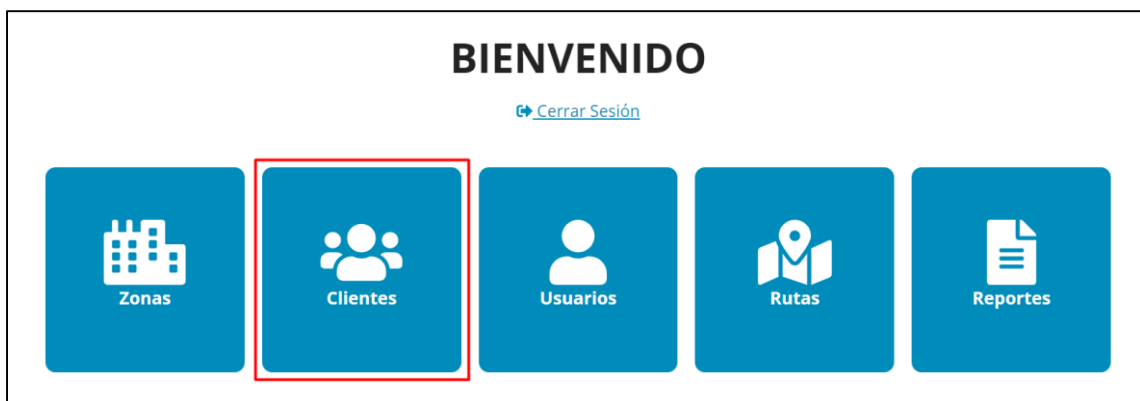 BIENVENIDO
Cerrar Sesión
Zonas
Clientes
Usuarios
Rutas
Reportes